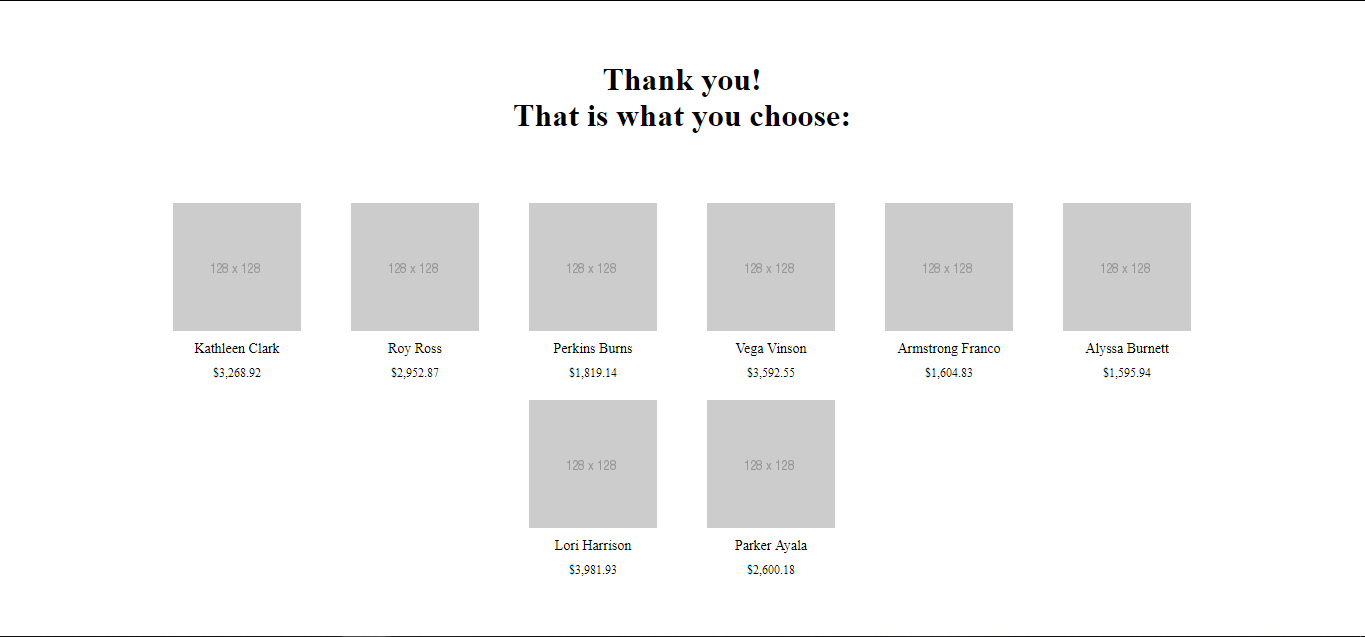 Thank you!
That is what you choose:
128 x 128 128 x 128 128 x 128 128 x 128 128 x 128 128 x 128
Kathleen Clark Roy Ross Perkins Burns Vega Vinson Armstrong Franco Alyssa Burnett
$3,268.92 $2,952.87 $1,819.14 $3,592.55 $1,604.83 $1,595.94
128 x 128 128 x 128
Lori Harrison Parker Ayala
$3,981.93 $2,600.18